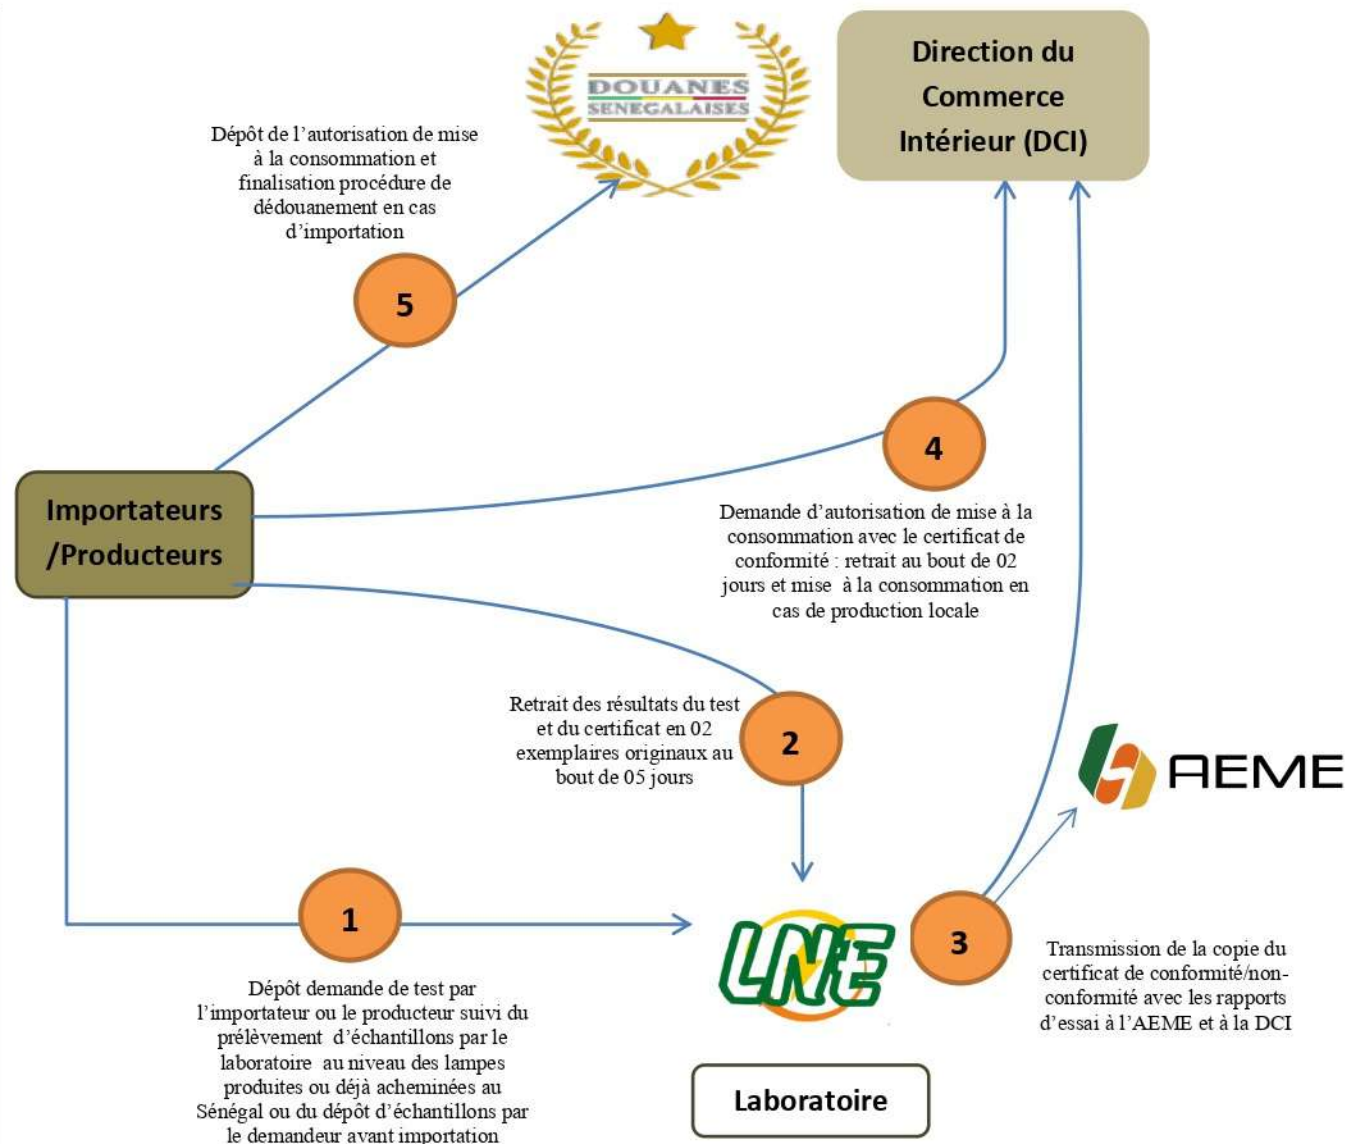 DOUANES
SENEGALAISES
Direction du
Commerce
Intérieur (DCI)
Dépôt de l’autorisation de mise
à la consommation et
finalisation procédure de
dédouanement en cas
d’importation
5
4
Importateurs
/Producteurs
Demande d’autorisation de mise à la
consommation avec le certificat de
conformité : retrait au bout de 02
jours et mise à la consommation en
cas de production locale
Retrait des résultats du test
et du certificat en 02
exemplaires originaux au
bout de 05 jours
2
AEME
1
LNE
3
Transmission de la copie du
certificat de conformité/non-
conformité avec les rapports
d’essai à l’AEME et à la DCI
Dépôt demande de test par
l’importateur ou le producteur suivi du
prélèvement d’échantillons par le
laboratoire au niveau des lampes
produites ou déjà acheminées au
Sénégal ou du dépôt d’échantillons par
le demandeur avant importation
Laboratoire